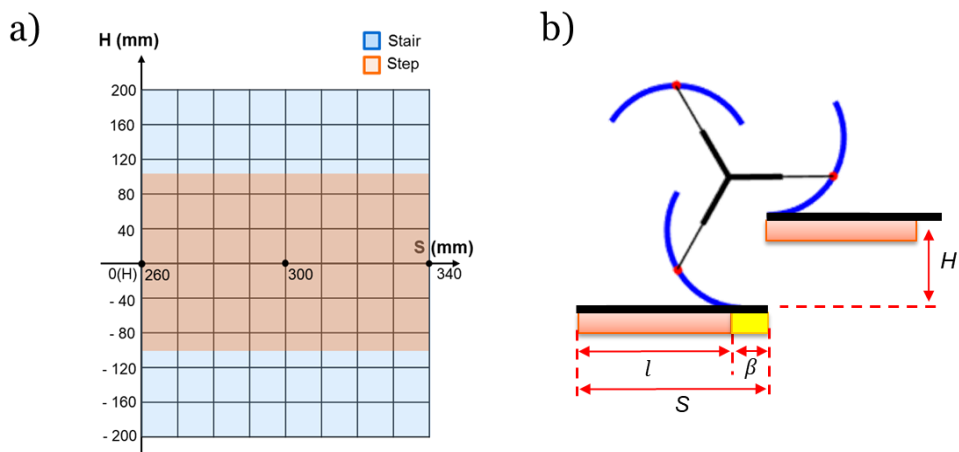 a)
H (mm)
Stair
Step
200
160
120
80
40
S (mm)
0(H)
260
300
340
- 40
- 80
- 120
- 160
- 200
b)
H
l
β
S